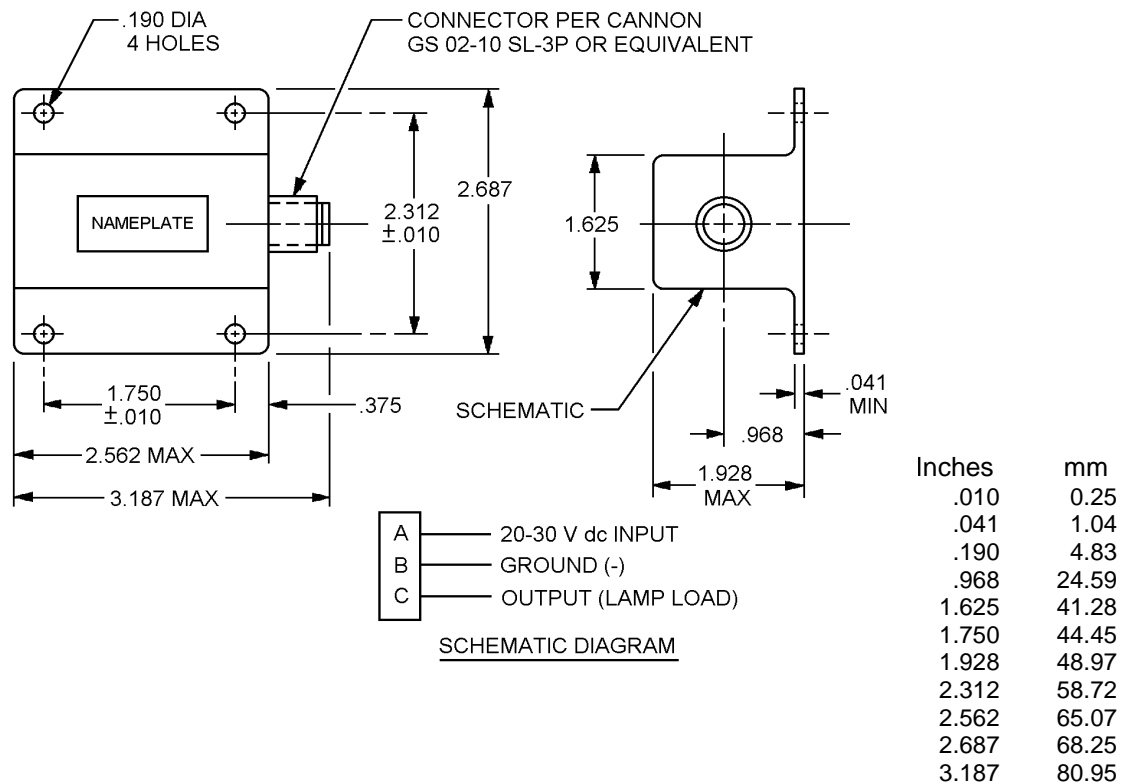 .190 DIA
4 HOLES
CONNECTOR PER CANNON
GS 02-10 SL-3P OR EQUIVALENT
NAMEPLATE
2.312
±.010
2.687
1.625
1.750
±.010
.375
2.562 MAX
3.187 MAX
SCHEMATIC
.041
MIN
.968
1.928
MAX
A 20-30 V dc INPUT
B GROUND (-)
C OUTPUT (LAMP LOAD)
SCHEMATIC DIAGRAM
Inches mm
.010 0.25
.041 1.04
.190 4.83
.968 24.59
1.625 41.28
1.750 44.45
1.928 48.97
2.312 58.72
2.562 65.07
2.687 68.25
3.187 80.95